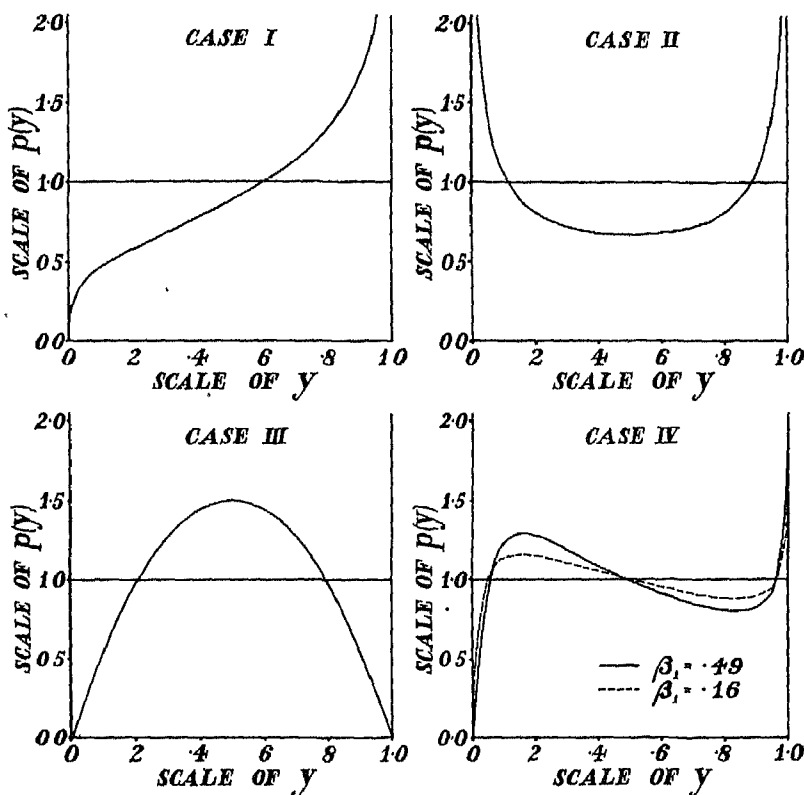 CASE I
SCALE OF p(y)
2·0
1·5
1·0
0·5
0·0
0 ·2 ·4 ·6 ·8 1·0
SCALE OF y
CASE II
SCALE OF p(y)
2·0
1·5
1·0
0·5
0·0
0 ·2 ·4 ·6 ·8 1·0
SCALE OF y
CASE III
SCALE OF p(y)
2·0
1·5
1·0
0·5
0·0
0 ·2 ·4 ·6 ·8 1·0
SCALE OF y
CASE IV
SCALE OF p(y)
2·0
1·5
1·0
0·5
0·0
β₁ = ·49
β₁ = ·16
0 ·2 ·4 ·6 ·8 1·0
SCALE OF y